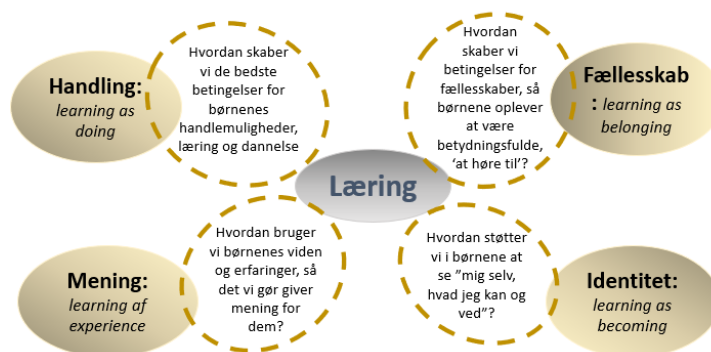 Handling:
learning as
doing
Hvordan skaber
vi de bedste
betingelser for
børnenes
handlemuligheder,
læring og dannelse
Hvordan
skaber vi
betingelser for
fællesskaber, så
børnene oplever
at være
betydningsfulde,
‘at høre til’?
Fællesskab
: learning as
belonging
Læring
Mening:
learning af
experience
Hvordan bruger
vi børnenes viden
og erfaringer, så
det vi gør giver
mening for
dem?
Hvordan støtter
vi i børnene at
se ”mig selv,
hvad jeg kan og
ved”?
Identitet:
learning as
becoming